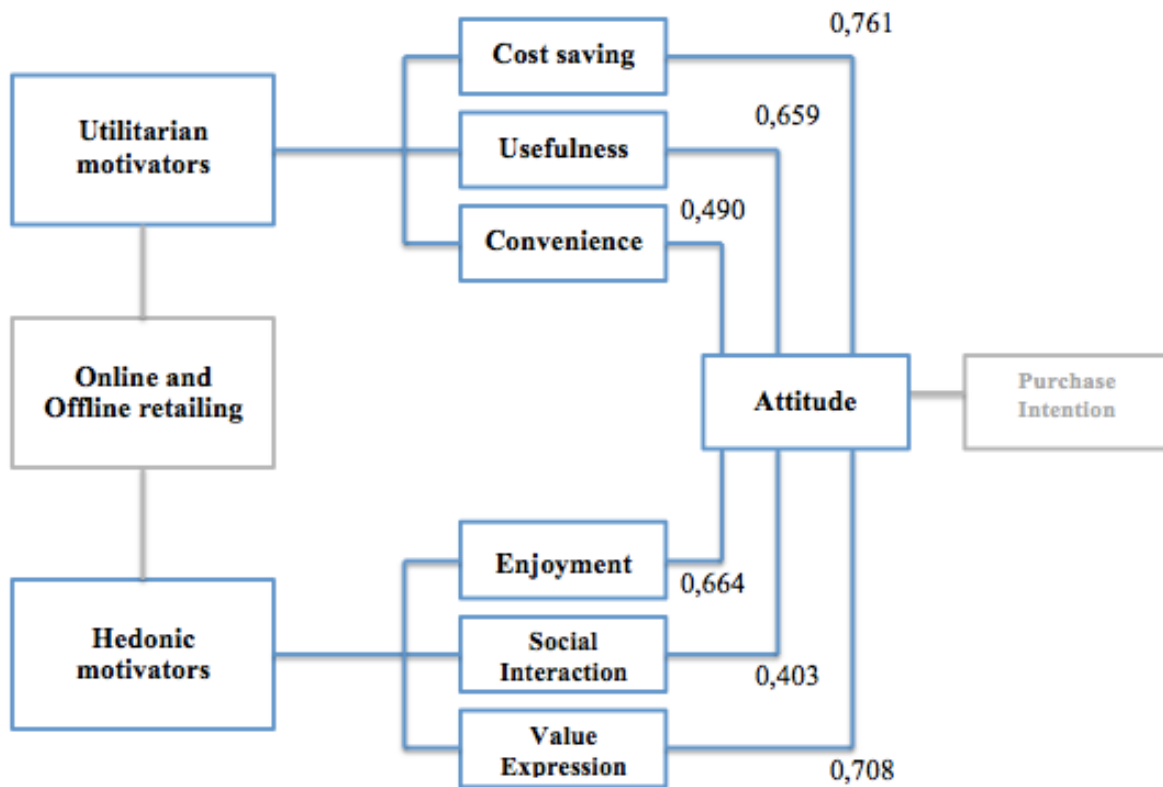 0,761
Cost saving
0,659
Utilitarian
motivators
Usefulness
0,490
Convenience
Online and
Offline retailing
Attitude
Purchase
Intention
Enjoyment
0,664
Hedonic
motivators
Social
Interaction
0,403
Value
Expression
0,708